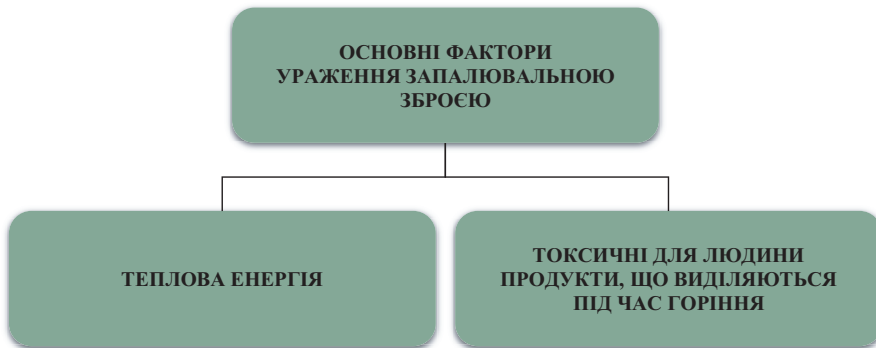 ОСНОВНІ ФАКТОРИ
УРАЖЕННЯ ЗАПАЛЮВАЛЬНОЮ
ЗБРОЄЮ
ТЕПЛОВА ЕНЕРГІЯ
ТОКСИЧНІ ДЛЯ ЛЮДИНИ
ПРОДУКТИ, ЩО ВИДІЛЯЮТЬСЯ
ПІД ЧАС ГОРІННЯ